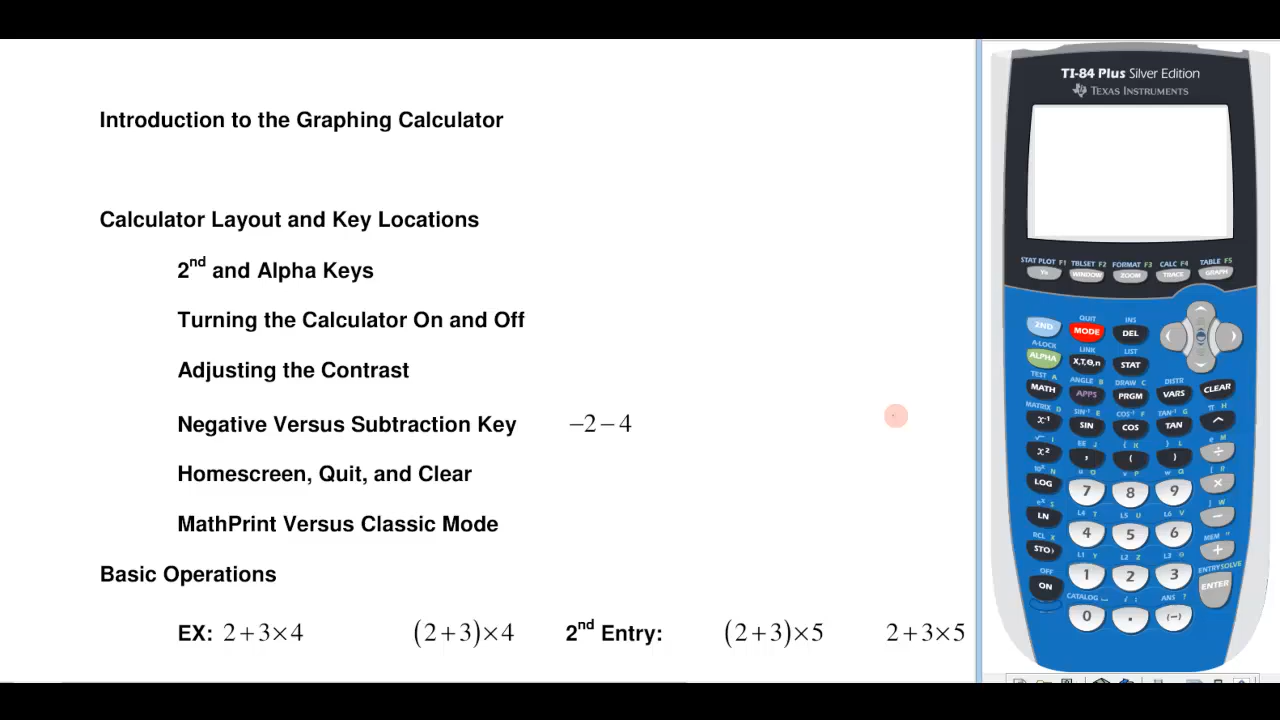 Introduction to the Graphing Calculator
Calculator Layout and Key Locations
2nd and Alpha Keys
Turning the Calculator On and Off
Adjusting the Contrast
Negative Versus Subtraction Key −2−4
Homescreen, Quit, and Clear
MathPrint Versus Classic Mode
Basic Operations
EX: 2+3×4 (2+3)×4 2nd Entry: (2+3)×5 2+3×5
TI-84 Plus Silver Edition
TEXAS INSTRUMENTS
STAT PLOT F1 TBLSET F2 FORMAT F3 CALC F4 TABLE F5
Y= WINDOW ZOOM TRACE GRAPH
QUIT INS
2ND MODE DEL
A-LOCK LINK LIST
ALPHA X,T,Θ,n STAT
TEST A ANGLE B DRAW C DISTR
MATH APPS PRGM VARS CLEAR
MATRIX D SIN⁻¹ E COS⁻¹ F TAN⁻¹ G π H
x⁻¹ SIN COS TAN ^
√ I EE J { K } L e M
x² , ( ) ÷
10ˣ N u O v P w Q [ R
LOG 7 8 9 ×
eˣ S L4 T L5 U L6 V ] W
LN 4 5 6 −
RCL X L1 Y L2 Z L3 θ MEM "
STO› 1 2 3 +
OFF CATALOG i : ANS ? ENTRY SOLVE
ON 0 . (−) ENTER